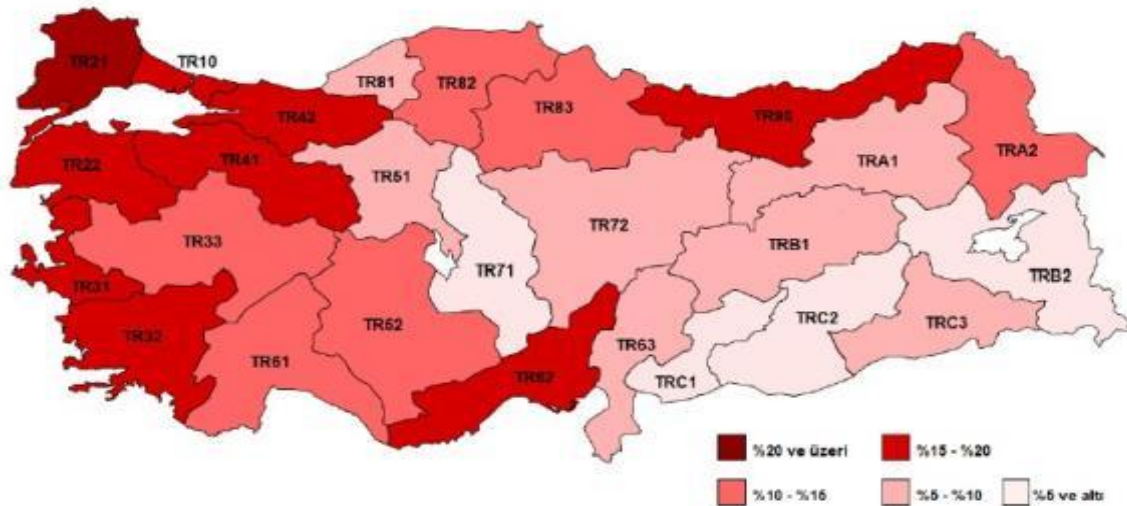 TR21
TR10
TR81
TR82
TR42
TR83
TR90
TR22
TR41
TR51
TRA1
TRA2
TR33
TR72
TRB1
TR71
TRB2
TR31
TR32
TR52
TRC2
TRC3
TR61
TR62
TR63
TRC1
%20 ve üzeri
%15 - %20
%10 - %15
%5 - %10
%5 ve altı